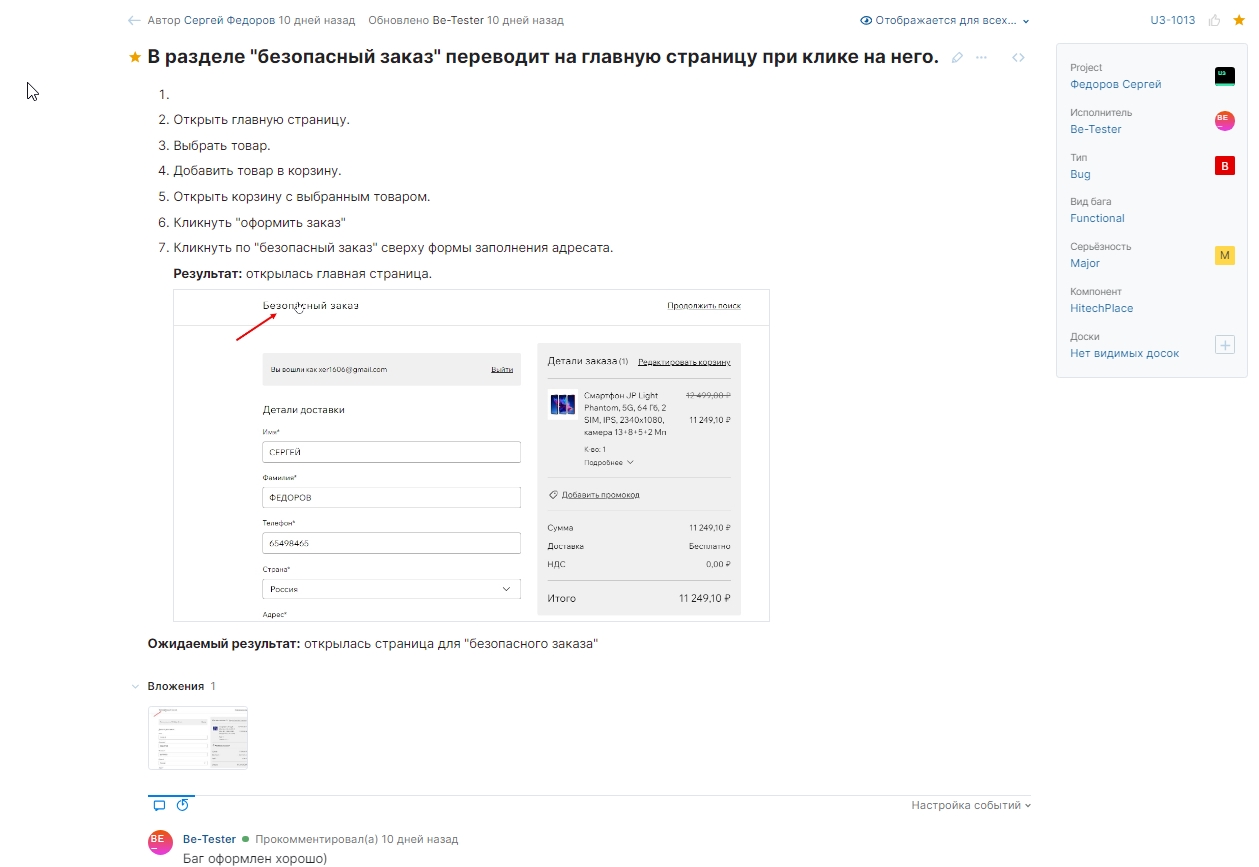 Автор Сергей Федоров 10 дней назад Обновлено Be-Tester 10 дней назад
Отображается для всех...
U3-1013
В разделе "безопасный заказ" переводит на главную страницу при клике на него.
1.
2. Открыть главную страницу.
3. Выбрать товар.
4. Добавить товар в корзину.
5. Открыть корзину с выбранным товаром.
6. Кликнуть "оформить заказ"
7. Кликнуть по "безопасный заказ" сверху формы заполнения адресата.
Результат: открылась главная страница.
Безопасный заказ
Продолжить поиск
Вы вошли как xer1606@gmail.com
Выйти
Детали доставки
Имя*
СЕРГЕЙ
Фамилия*
ФЕДОРОВ
Телефон*
65498465
Страна*
Россия
Адрес*
Детали заказа (1)
Редактировать корзину
Смартфон JP Light 12 499,00 ₽
Phantom, 5G, 64 Гб, 2
SIM, IPS, 2340x1080, 11 249,10 ₽
камера 13+8+5+2 Мп
К-во: 1
Подробнее
Добавить промокод
Сумма 11 249,10 ₽
Доставка Бесплатно
НДС 0,00 ₽
Итого 11 249,10 ₽
Ожидаемый результат: открылась страница для "безопасного заказа"
Вложения 1
Настройка событий
BE
Be-Tester Прокомментировал(а) 10 дней назад
Баг оформлен хорошо)
Project
Федоров Сергей
U3
Исполнитель
Be-Tester
BE
Тип
Bug
B
Вид бага
Functional
Серьёзность
Major
M
Компонент
HitechPlace
Доски
Нет видимых досок